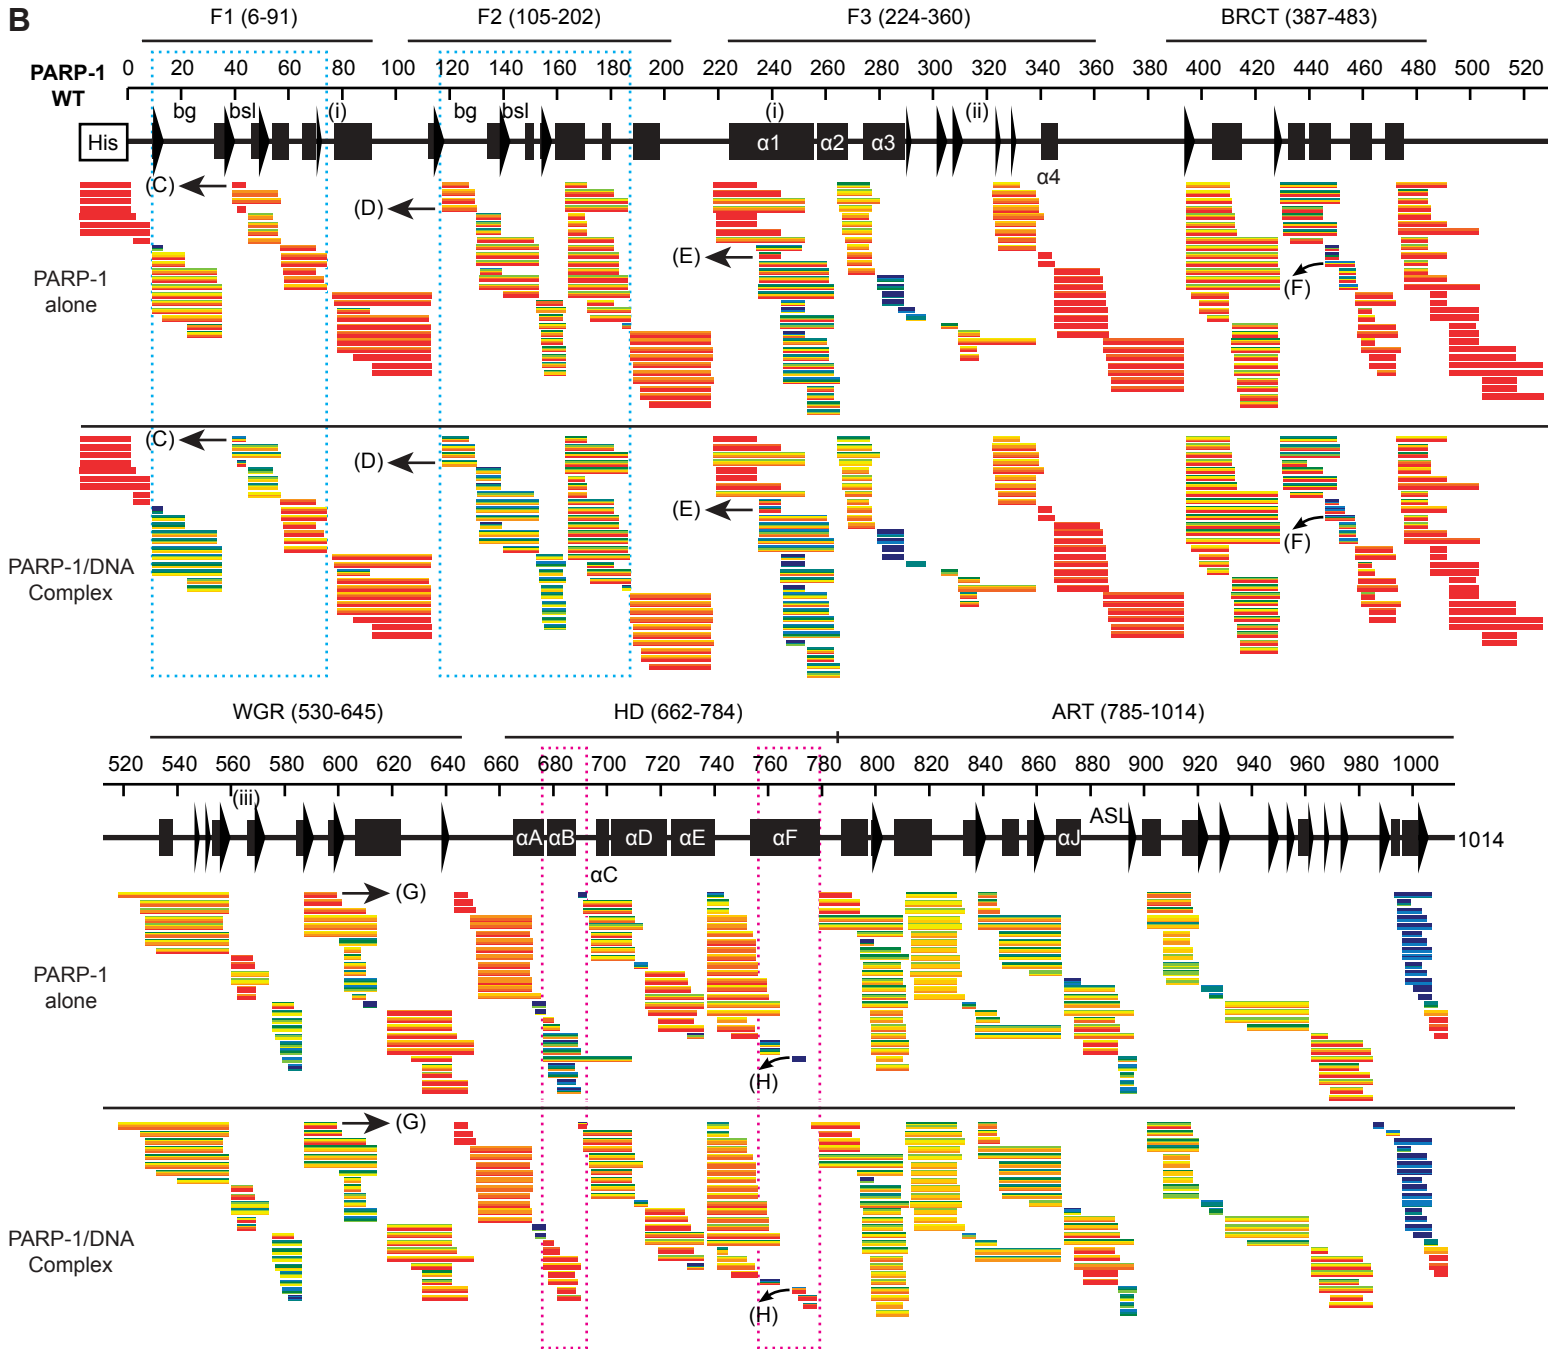 B
F1 (6-91) F2 (105-202) F3 (224-360) BRCT (387-483)
PARP-1 WT
0 20 40 60 80 100 120 140 160 180 200 220 240 260 280 300 320 340 360 380 400 420 440 460 480 500 520
bg bsl (i) bg bsl (i) (ii)
His α1 α2 α3
α4
(C) (D) (E) (F)
PARP-1
alone
(C) (D) (E) (F)
PARP-1/DNA
Complex
WGR (530-645) HD (662-784) ART (785-1014)
520 540 560 580 600 620 640 660 680 700 720 740 760 780 800 820 840 860 880 900 920 940 960 980 1000
(iii) ASL
αA αB αD αE αF αJ 1014
αC
(G)
PARP-1
alone
(H)
(G)
PARP-1/DNA
Complex
(H)